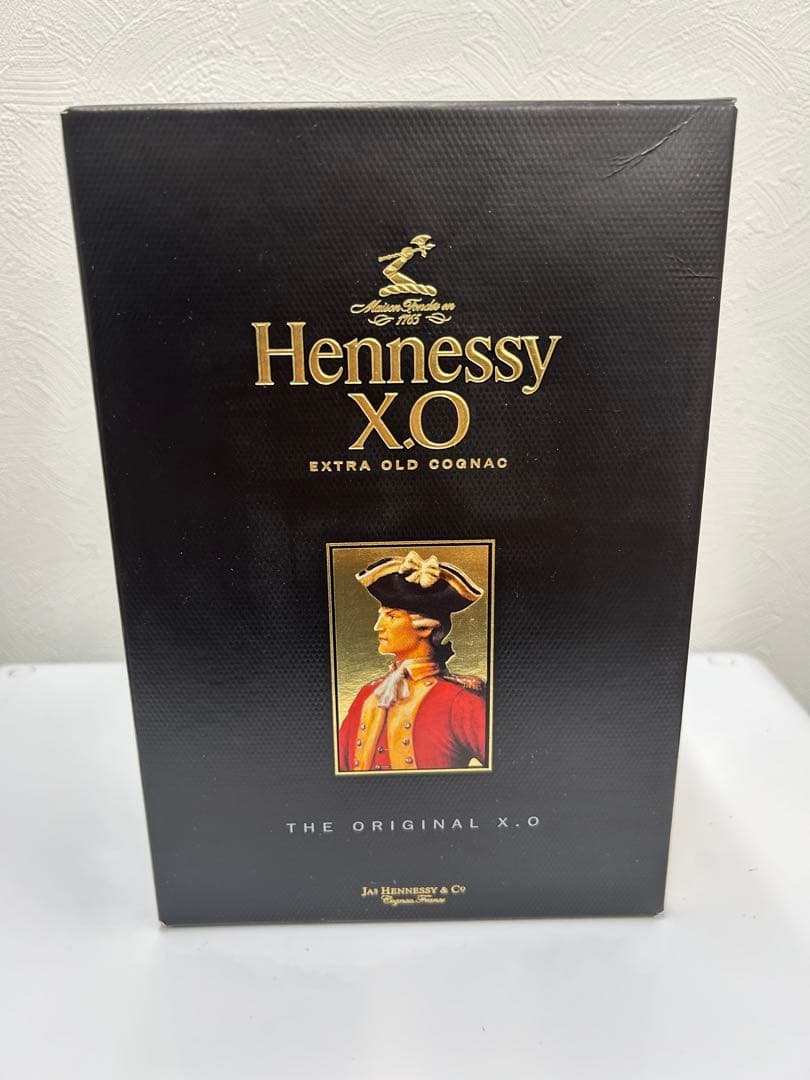 Maison Fondée en
1765
Hennessy
X.O
EXTRA OLD COGNAC
THE ORIGINAL X.O
JAS HENNESSY & CO
Cognac France